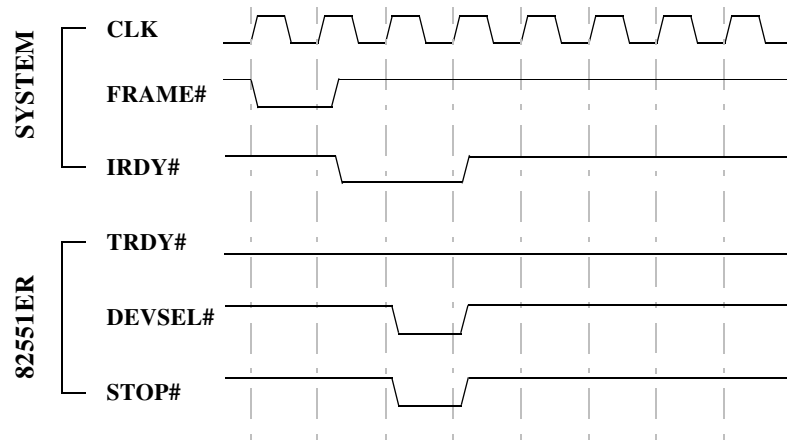 SYSTEM
CLK
FRAME#
IRDY#
82551ER
TRDY#
DEVSEL#
STOP#